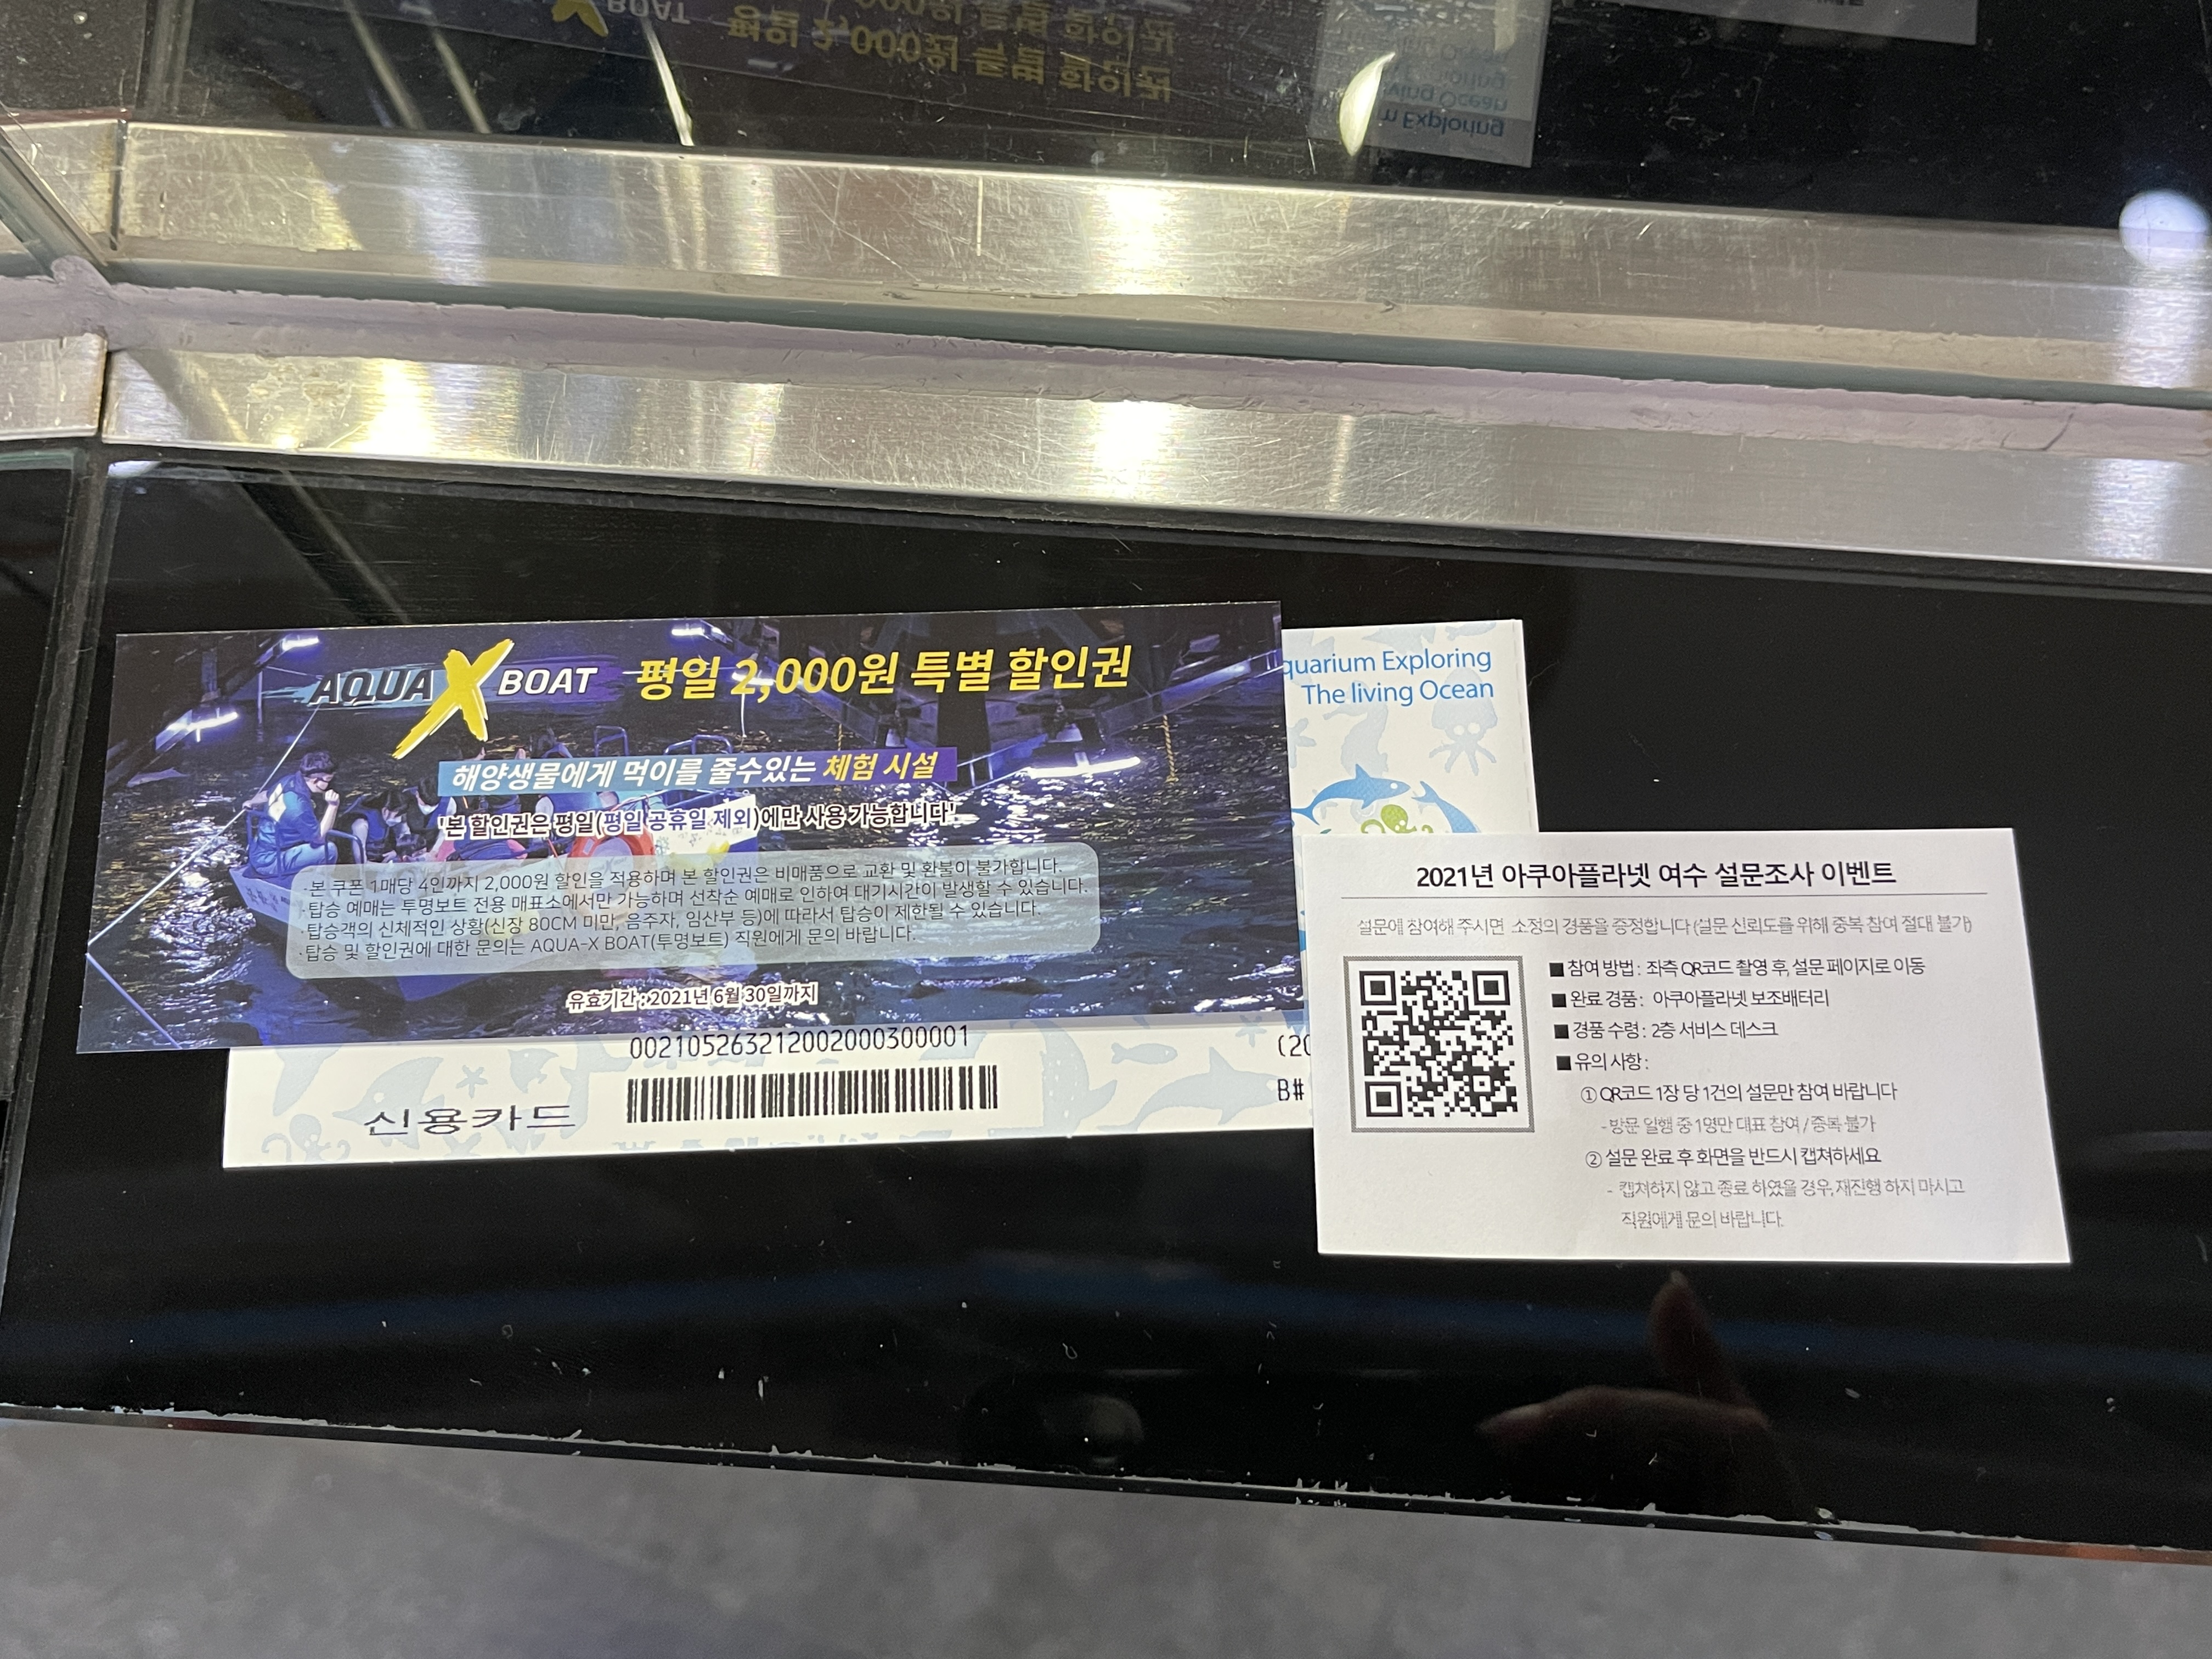 AQUA X BOAT 평일 2,000원 특별 할인권
해양생물에게 먹이를 줄수있는 체험 시설
'본 할인권은 평일(평일 공휴일 제외)에만 사용 가능합니다'.
·본 쿠폰 1매당 4인까지 2,000원 할인을 적용하며 본 할인권은 비매품으로 교환 및 환불이 불가합니다.
·탑승 예매는 투명보트 전용 매표소에서만 가능하며 선착순 예매로 인하여 대기시간이 발생할 수 있습니다.
·탑승객의 신체적인 상황(신장 80CM 미만, 음주자, 임산부 등)에 따라서 탑승이 제한될 수 있습니다.
·탑승 및 할인권에 대한 문의는 AQUA-X BOAT(투명보트) 직원에게 문의 바랍니다.
유효기간 : 2021년 6월 30일까지
quarium Exploring
The living Ocean
002105263212002000300001
(20
B#
신용카드
2021년 아쿠아플라넷 여수 설문조사 이벤트
설문에 참여해 주시면 소정의 경품을 증정합니다 (설문 신뢰도를 위해 중복 참여 절대 불가)
■ 참여 방법 : 좌측 QR코드 촬영 후, 설문 페이지로 이동
■ 완료 경품 : 아쿠아플라넷 보조배터리
■ 경품 수령 : 2층 서비스 데스크
■ 유의 사항 :
① QR코드 1장 당 1건의 설문만 참여 바랍니다
- 방문 일행 중 1명만 대표 참여 / 중복 불가
② 설문 완료 후 화면을 반드시 캡쳐하세요
- 캡쳐하지 않고 종료 하였을 경우, 재진행 하지 마시고
직원에게 문의 바랍니다.